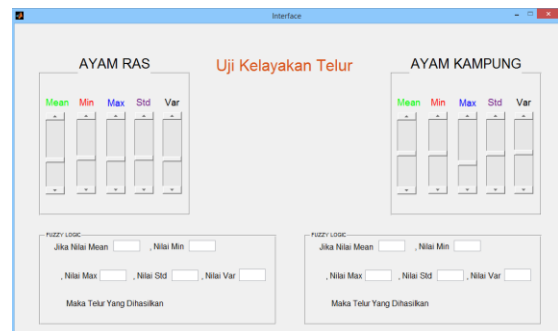 Interface
Uji Kelayakan Telur
AYAM RAS
Mean Min Max Std Var
AYAM KAMPUNG
Mean Min Max Std Var
FUZZY LOGIC
Jika Nilai Mean , Nilai Min
, Nilai Max , Nilai Std , Nilai Var
Maka Telur Yang Dihasilkan
FUZZY LOGIC
Jika Nilai Mean , Nilai Min
, Nilai Max , Nilai Std , Nilai Var
Maka Telur Yang Dihasilkan